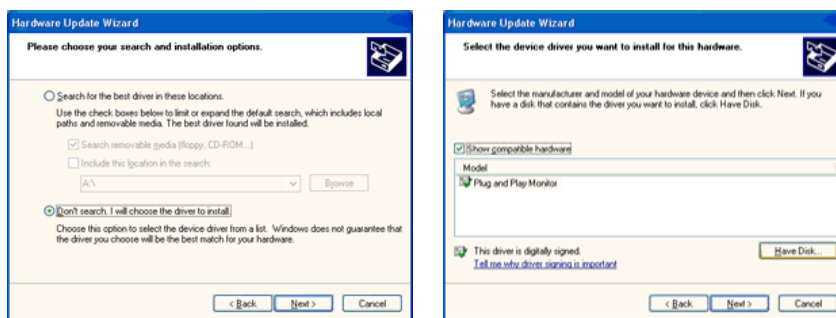 Hardware Update Wizard
Please choose your search and installation options.
Search for the best driver in these locations.
Use the check boxes below to limit or expand the default search, which includes local
paths and removable media. The best driver found will be installed.
Search removable media (floppy, CD-ROM...)
Include this location in the search:
A:\
Browse
Don't search. I will choose the driver to install.
Choose this option to select the device driver from a list. Windows does not guarantee that
the driver you choose will be the best match for your hardware.
< Back
Next >
Cancel
Hardware Update Wizard
Select the device driver you want to install for this hardware.
Select the manufacturer and model of your hardware device and then click Next. If you
have a disk that contains the driver you want to install, click Have Disk.
Show compatible hardware
Model
Plug and Play Monitor
This driver is digitally signed.
Tell me why driver signing is important
Have Disk...
< Back
Next >
Cancel